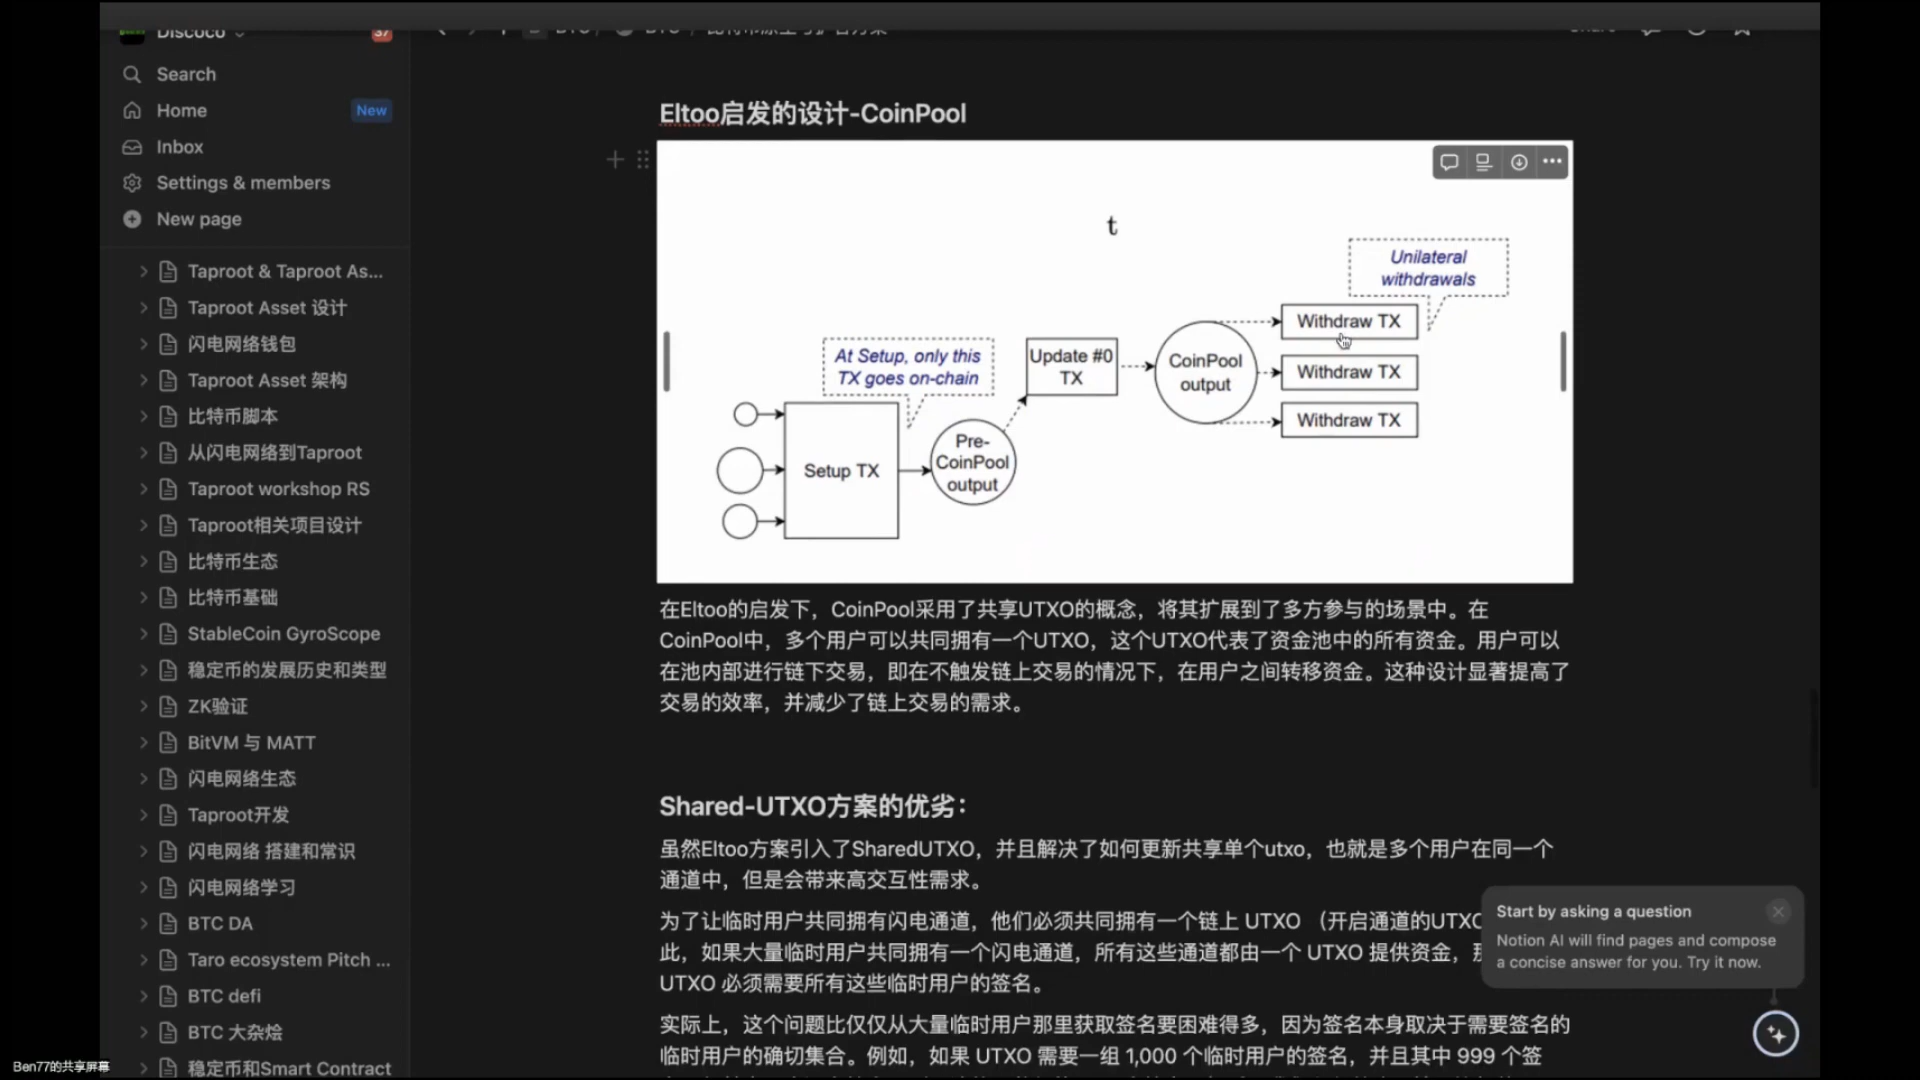 Discoco
37
Search
Home
New
Inbox
Settings & members
New page
Taproot & Taproot As...
Taproot Asset 设计
闪电网络钱包
Taproot Asset 架构
比特币脚本
从闪电网络到Taproot
Taproot workshop RS
Taproot相关项目设计
比特币生态
比特币基础
StableCoin GyroScope
稳定币的发展历史和类型
ZK验证
BitVM 与 MATT
闪电网络生态
Taproot开发
闪电网络 搭建和常识
闪电网络学习
BTC DA
Taro ecosystem Pitch ...
BTC defi
BTC 大杂烩
稳定币和Smart Contract
Eltoo启发的设计-CoinPool
t
Unilateral
withdrawals
Withdraw TX
At Setup, only this
TX goes on-chain
Update #0
TX
CoinPool
output
Withdraw TX
Withdraw TX
Setup TX
Pre-
CoinPool
output
在Eltoo的启发下，CoinPool采用了共享UTXO的概念，将其扩展到了多方参与的场景中。在
CoinPool中，多个用户可以共同拥有一个UTXO，这个UTXO代表了资金池中的所有资金。用户可以
在池内部进行链下交易，即在不触发链上交易的情况下，在用户之间转移资金。这种设计显著提高了
交易的效率，并减少了链上交易的需求。
Shared-UTXO方案的优劣：
虽然Eltoo方案引入了SharedUTXO，并且解决了如何更新共享单个utxo，也就是多个用户在同一个
通道中，但是会带来高交互性需求。
为了让临时用户共同拥有闪电通道，他们必须共同拥有一个链上 UTXO （开启通道的UTXO
此，如果大量临时用户共同拥有一个闪电通道，所有这些通道都由一个 UTXO 提供资金，
UTXO 必须需要所有这些临时用户的签名。
实际上，这个问题比仅仅从大量临时用户那里获取签名要困难得多，因为签名本身取决于需要签名的
临时用户的确切集合。例如，如果 UTXO 需要一组 1,000 个临时用户的签名，并且其中 999 个签
Start by asking a question
Notion AI will find pages and compose
a concise answer for you. Try it now.
Ben77的共享屏幕